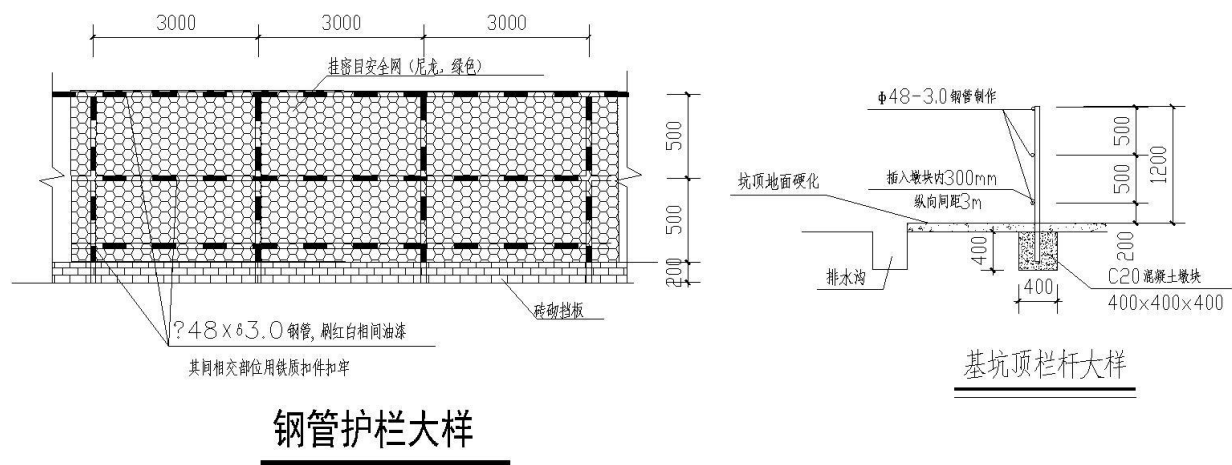 3000
3000
3000
挂密目安全网（尼龙，绿色）
500
500
200
砖砌挡板
?48×δ3.0钢管，刷红白相间油漆
其间相交部位用铁质扣件扣牢
钢管护栏大样
ф48-3.0钢管制作
500
500
1200
200
插入墩块内300mm
纵向间距3m
坑顶地面硬化
排水沟
400
400
C20混凝土墩块
400×400×400
基坑顶栏杆大样